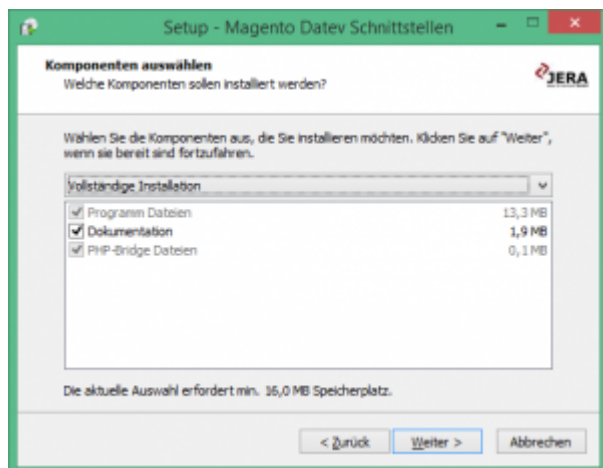 Setup - Magento Datev Schnittstellen
Komponenten auswählen
Welche Komponenten sollen installiert werden?
JERA
Wählen Sie die Komponenten aus, die Sie installieren möchten. Klicken Sie auf "Weiter",
wenn sie bereit sind fortzufahren.
Vollständige Installation
Programm Dateien 13,3 MB
Dokumentation 1,9 MB
PHP-Bridge Dateien 0,1 MB
Die aktuelle Auswahl erfordert min. 16,0 MB Speicherplatz.
< Zurück Weiter > Abbrechen